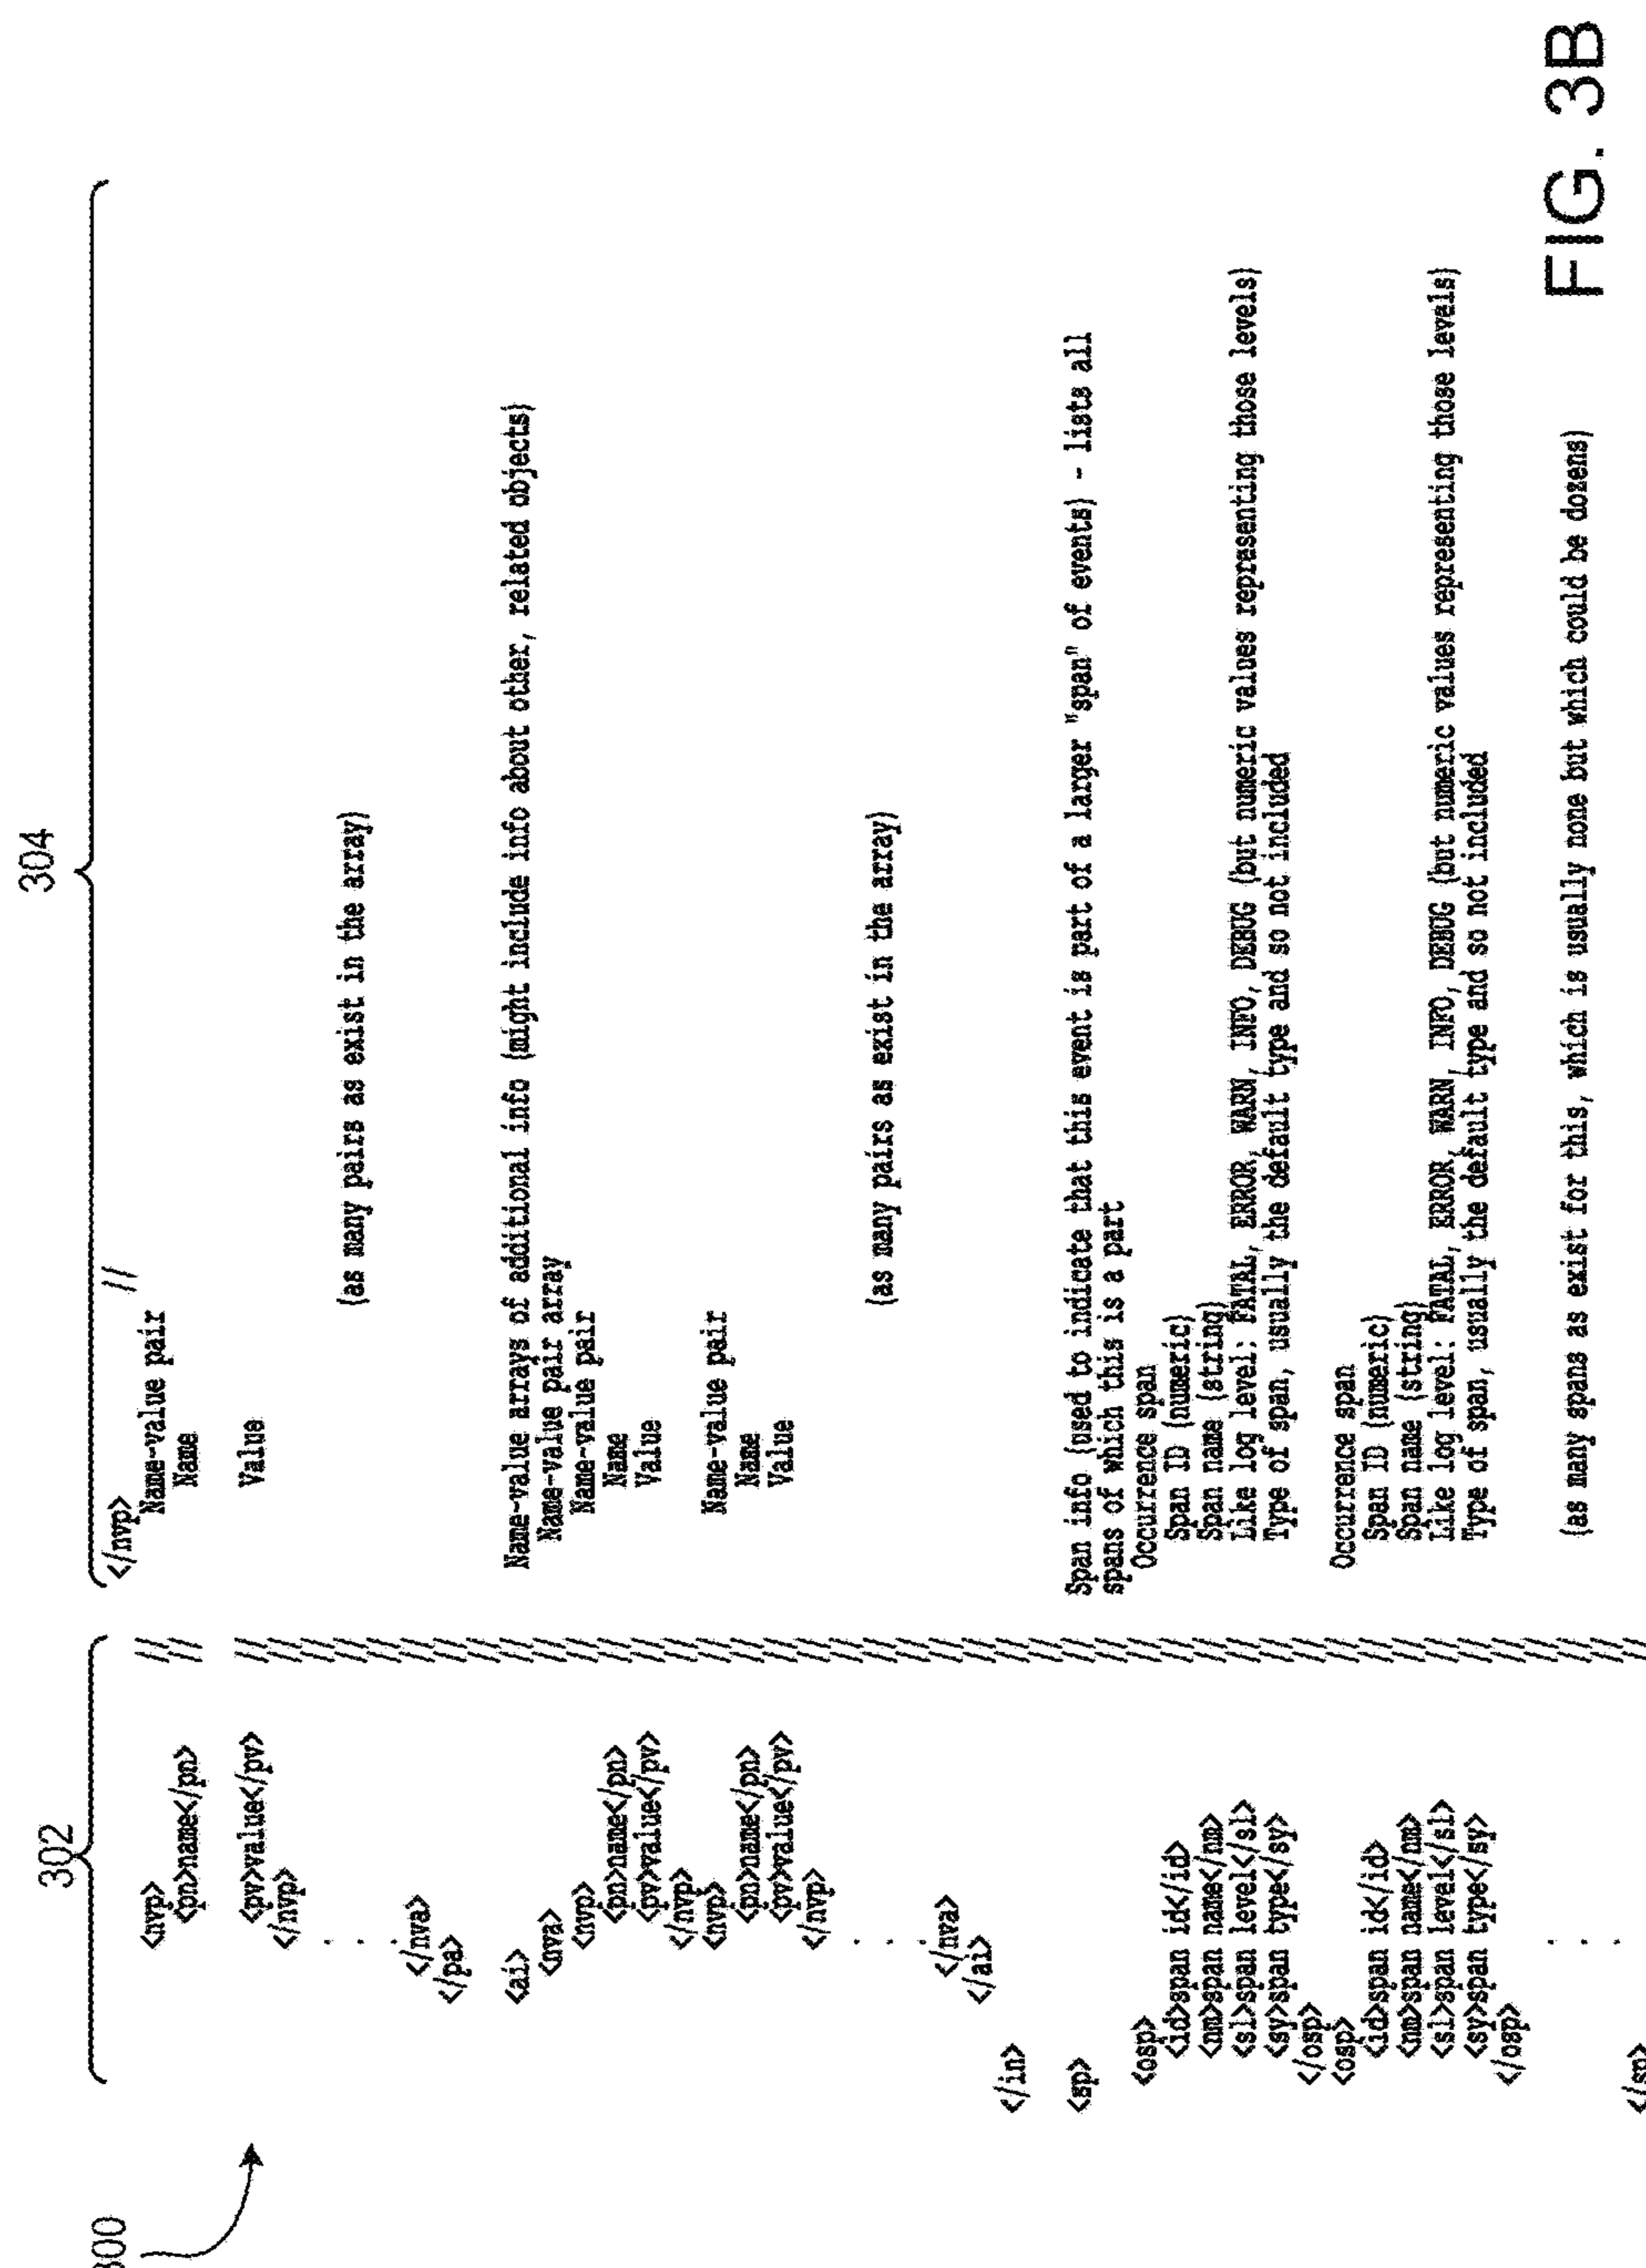 300
302
304
</nvp> //
<nvp> // Name-value pair
<pn>name</pn> // Name
<pv>value</pv> // Value
</nvp> //
. //
. // (as many pairs as exist in the array)
. //
</nva> //
</pa> //
//
<ai> // Name-value arrays of additional info (might include info about other, related objects)
<nva> // Name-value pair array
<nvp> // Name-value pair
<pn>name</pn> // Name
<pv>value</pv> // Value
</nvp> //
<nvp> // Name-value pair
<pn>name</pn> // Name
<pv>value</pv> // Value
</nvp> //
. //
. // (as many pairs as exist in the array)
. //
</nva> //
</ai> //
</in> //
//
<sp> // Span info (used to indicate that this event is part of a larger "span" of events) - lists all
// spans of which this is a part
<osp> // Occurrence span
<id>span id</id> // Span ID (numeric)
<nm>span name</nm> // Span name (string)
<sl>span level</sl> // Like log level: FATAL, ERROR, WARN, INFO, DEBUG (but numeric values representing those levels)
<sy>span type</sy> // Type of span, usually the default type and so not included
</osp> //
<osp> // Occurrence span
<id>span id</id> // Span ID (numeric)
<nm>span name</nm> // Span name (string)
<sl>span level</sl> // Like log level: FATAL, ERROR, WARN, INFO, DEBUG (but numeric values representing those levels)
<sy>span type</sy> // Type of span, usually the default type and so not included
</osp> //
. //
. // (as many spans as exist for this, which is usually none but which could be dozens)
. //
</sp> //
FIG. 3B